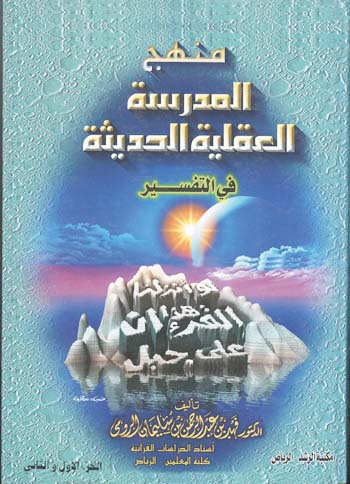 منهج
المدرسة
العقلية الحديثة
في التفسير
لو أنزلنا
هذا
القرءان
على جبل
تأليف
الدكتور فهد بن عبد الرحمن بن سليمان الرومي
أستاذ الدراسات القرآنية
كلية المعلمين - الرياض
مكتبة الرشد - الرياض
الجزء الأول والثاني